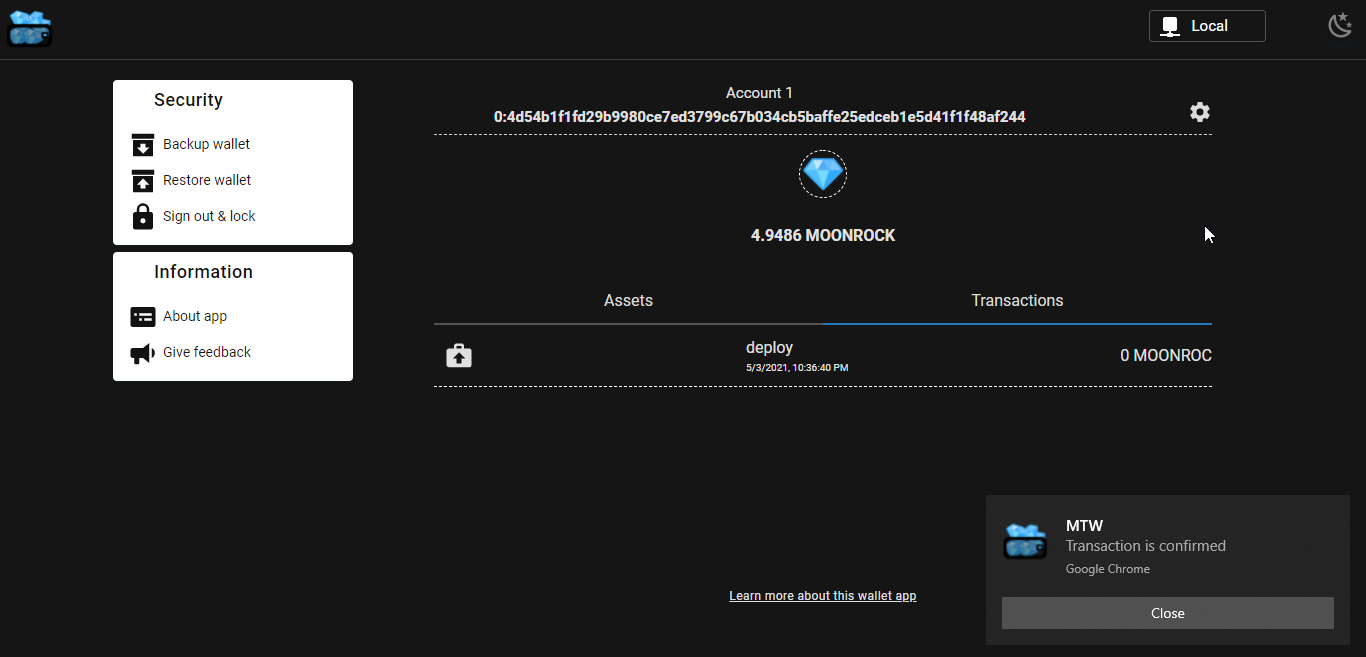 Local
Security
Backup wallet
Restore wallet
Sign out & lock
Information
About app
Give feedback
Account 1
0:4d54b1f1fd29b9980ce7ed3799c67b034cb5baffe25edceb1e5d41f1f48af244
4.9486 MOONROCK
Assets
Transactions
deploy
5/3/2021, 10:36:40 PM
0 MOONROC
Learn more about this wallet app
MTW
Transaction is confirmed
Google Chrome
Close